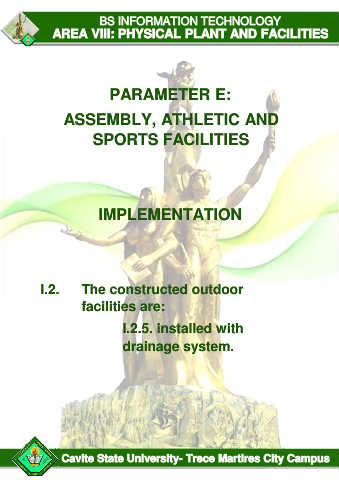 BS INFORMATION TECHNOLOGY
AREA VIII: PHYSICAL PLANT AND FACILITIES
PARAMETER E:
ASSEMBLY, ATHLETIC AND
SPORTS FACILITIES
IMPLEMENTATION
I.2. The constructed outdoor
facilities are:
I.2.5. installed with
drainage system.
Cavite State University- Trece Martires City Campus